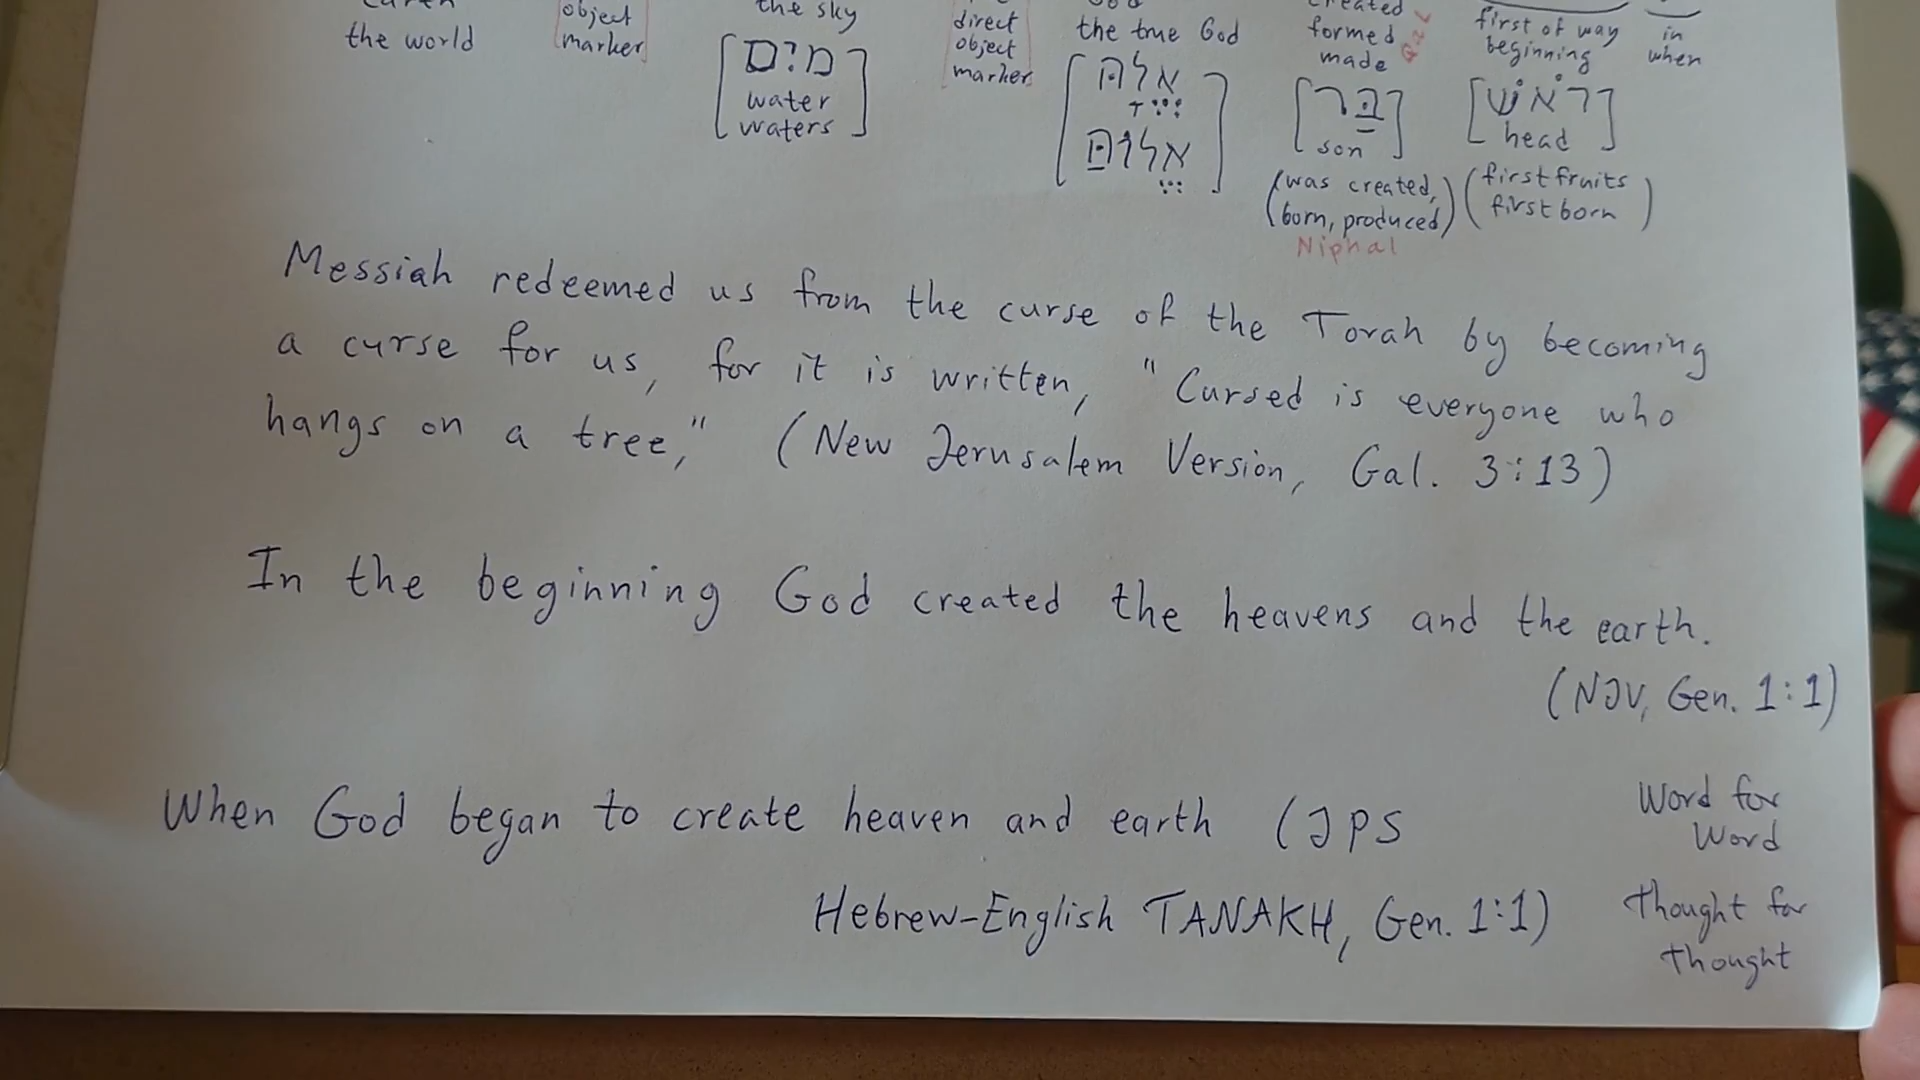 the sky
created
the world
object
marker
direct
object
marker
the true God
formed
made
first of way
beginning
in
when
מים
water
waters
אלה
אלוה
בר
son
ראש
head
(was created,
born, produced)
Niphal
(first fruits
first born)
Messiah redeemed us from the curse of the Torah by becoming
a curse for us, for it is written, "Cursed is everyone who
hangs on a tree," (New Jerusalem Version, Gal. 3:13)
In the beginning God created the heavens and the earth.
(NJV, Gen. 1:1)
When God began to create heaven and earth (JPS
Hebrew-English TANAKH, Gen. 1:1)
Word for
Word
thought for
thought